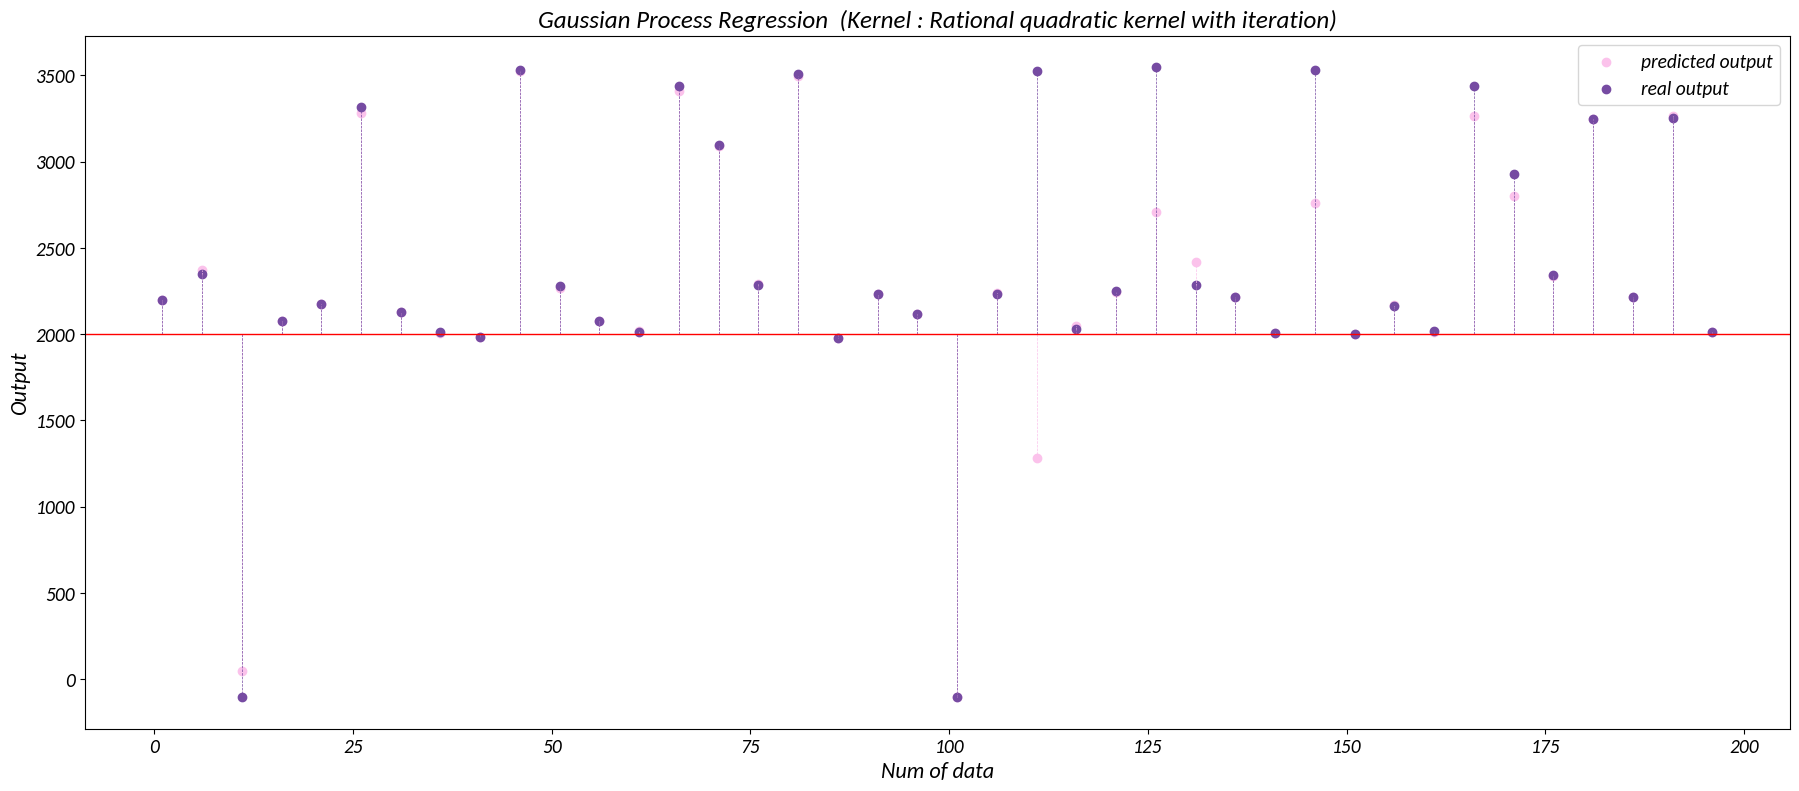 Gaussian Process Regression  (Kernel : Rational quadratic kernel with iteration)
predicted output
real output
3500
3000
2500
2000
1500
1000
500
0
Output
0 25 50 75 100 125 150 175 200
Num of data